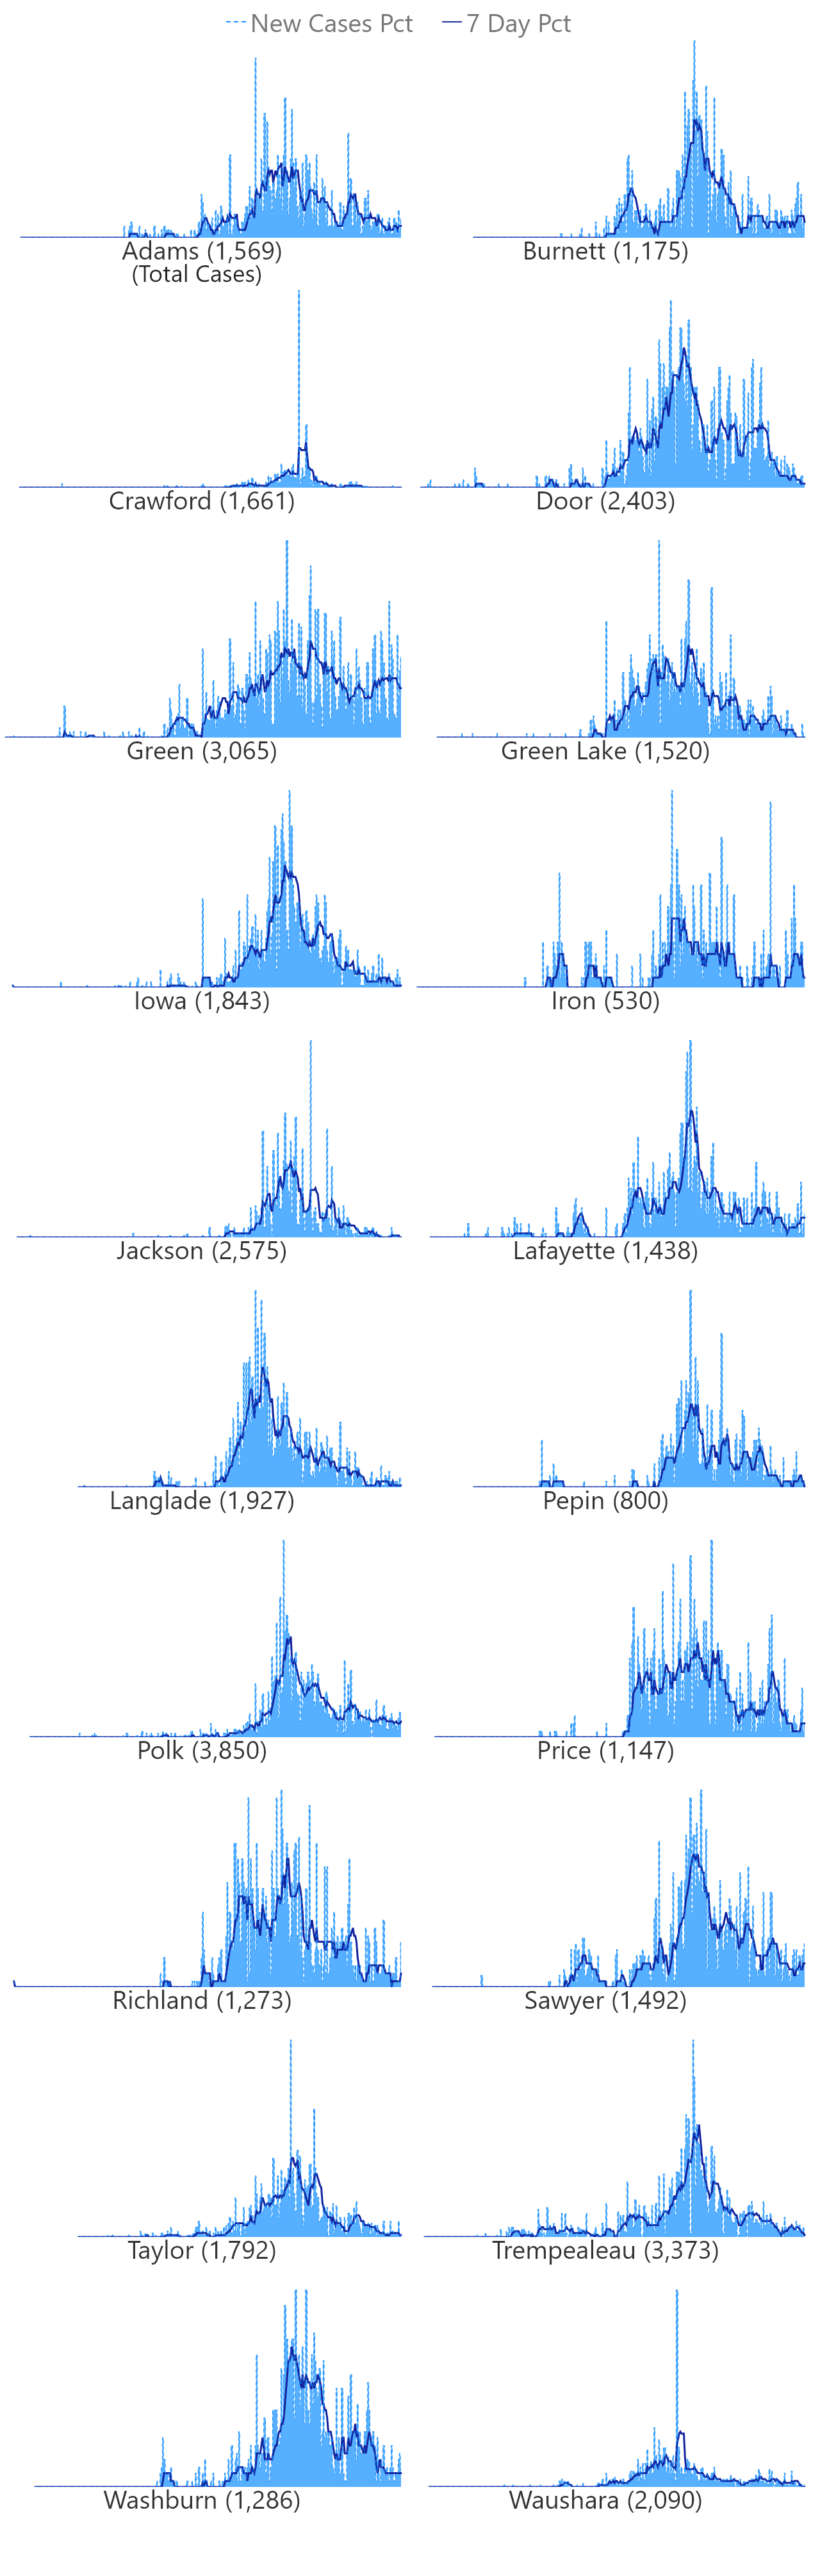 New Cases Pct 7 Day Pct
Adams (1,569) Burnett (1,175)
(Total Cases)
Crawford (1,661) Door (2,403)
Green (3,065) Green Lake (1,520)
Iowa (1,843) Iron (530)
Jackson (2,575) Lafayette (1,438)
Langlade (1,927) Pepin (800)
Polk (3,850) Price (1,147)
Richland (1,273) Sawyer (1,492)
Taylor (1,792) Trempealeau (3,373)
Washburn (1,286) Waushara (2,090)